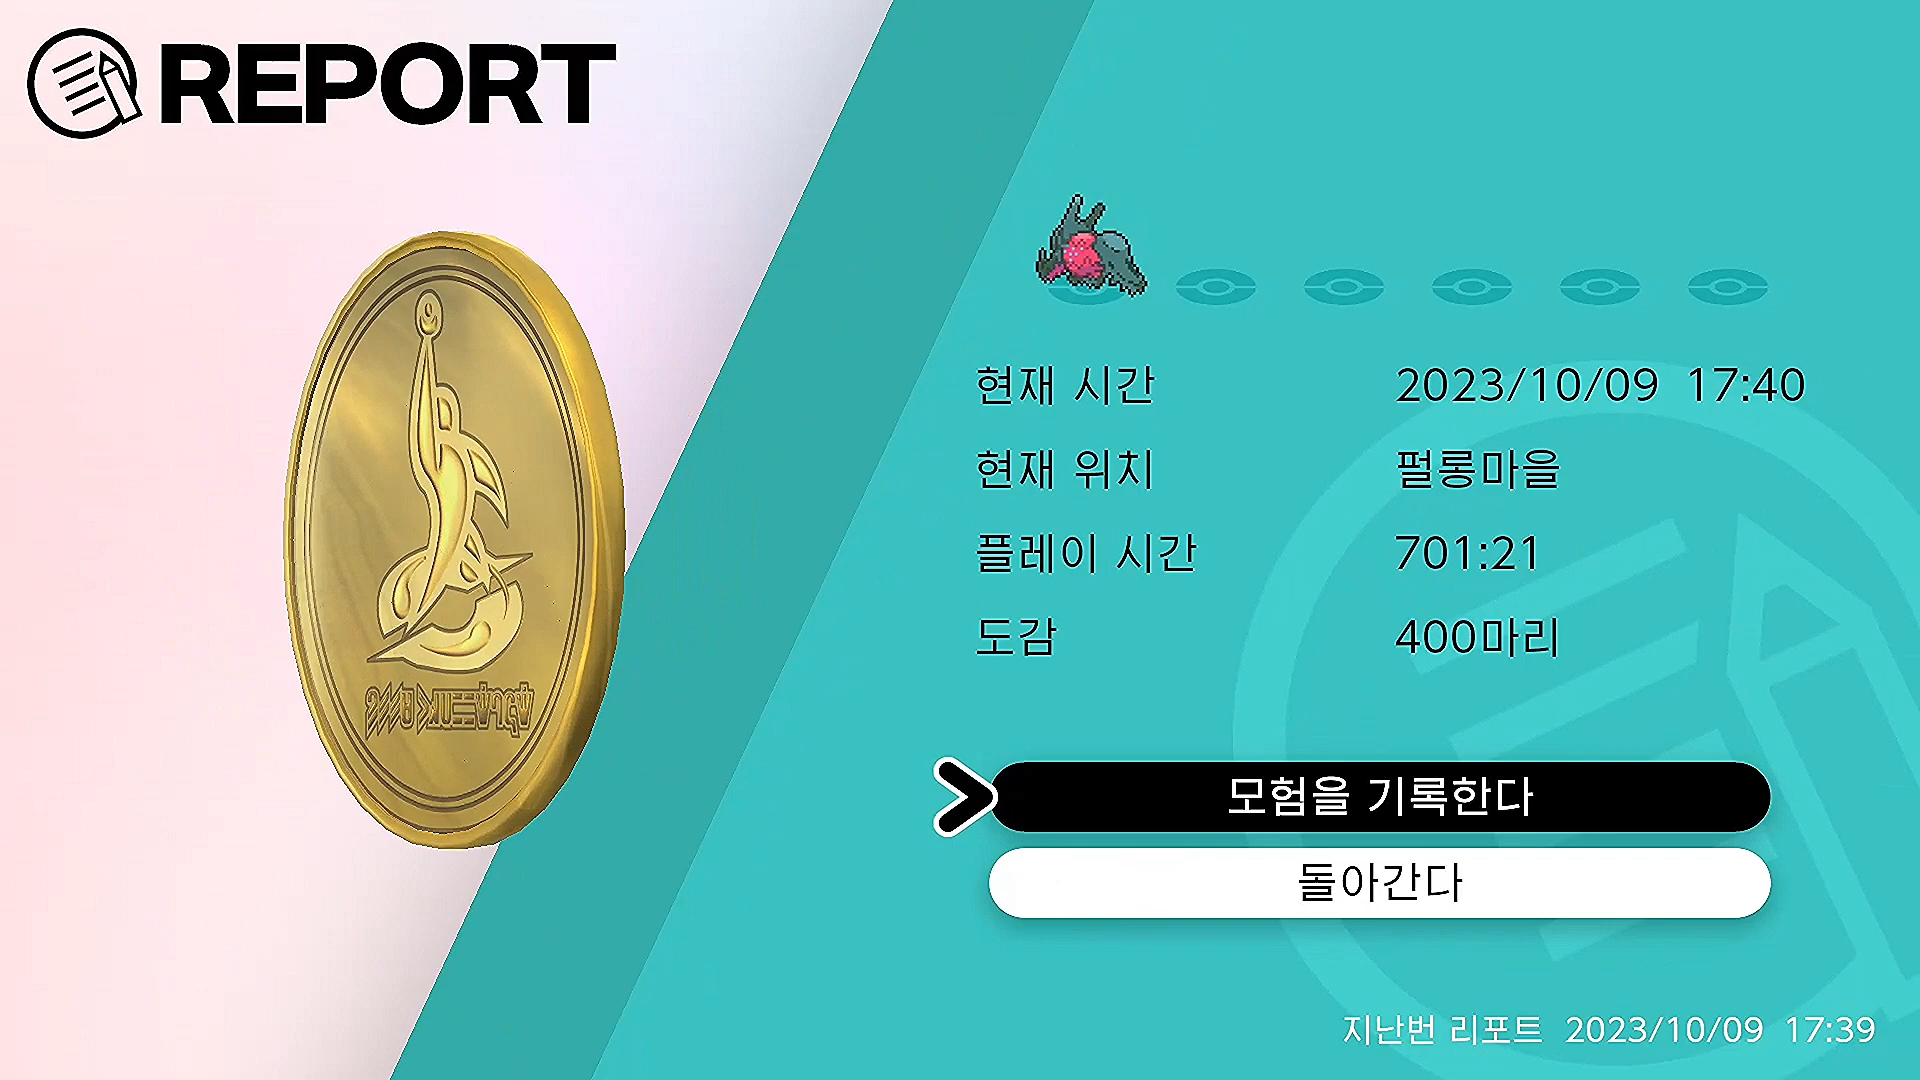 REPORT
현재 시간 2023/10/09 17:40
현재 위치 펄롱마을
플레이 시간 701:21
도감 400마리
모험을 기록한다
돌아간다
지난번 리포트 2023/10/09 17:39